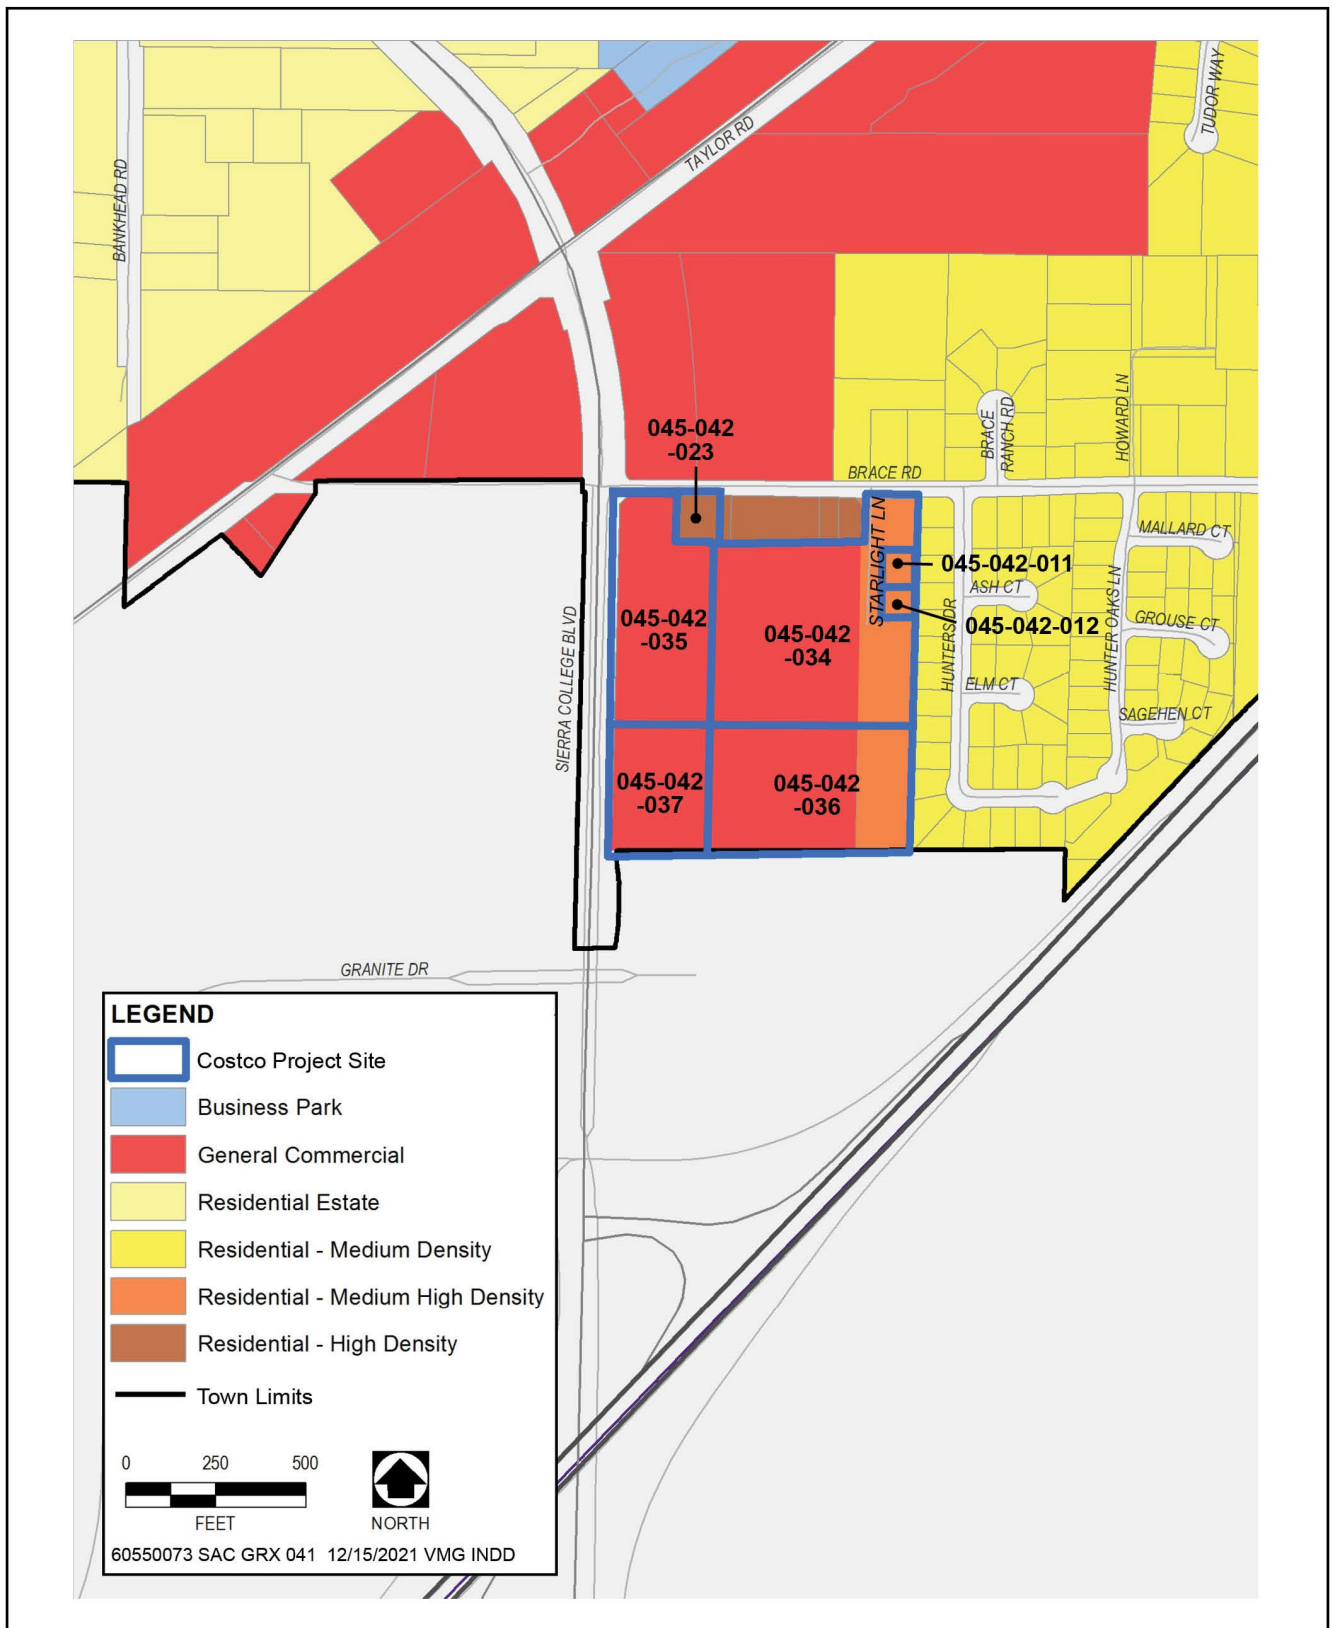 TUDOR WAY
TAYLOR RD
BANKHEAD RD
HOWARD LN
BRACE
RANCH RD
045-042
-023
BRACE RD
STARLIGHT LN
MALLARD CT
045-042-011
ASH CT
045-042-012
GROUSE CT
HUNTERS DR
HUNTER OAKS LN
045-042
-035
045-042
-034
SIERRA COLLEGE BLVD
ELM CT
SAGEHEN CT
045-042
-037
045-042
-036
GRANITE DR
LEGEND
Costco Project Site
Business Park
General Commercial
Residential Estate
Residential - Medium Density
Residential - Medium High Density
Residential - High Density
Town Limits
0 250 500
FEET
NORTH
60550073 SAC GRX 041 12/15/2021 VMG INDD